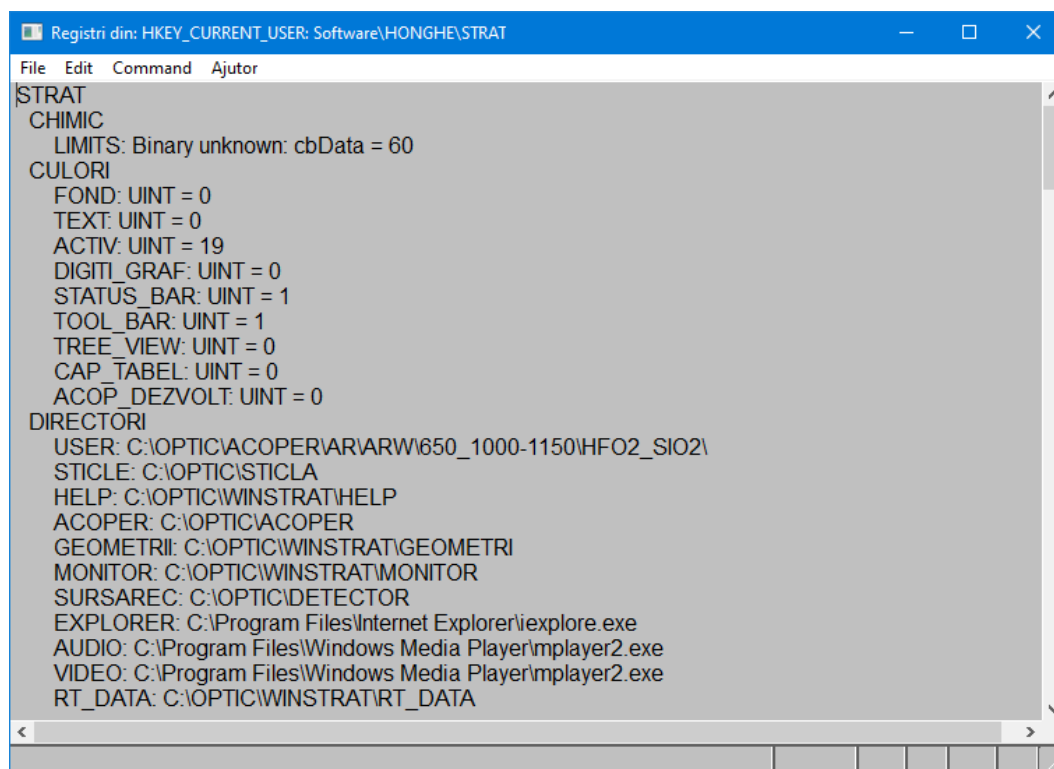 Registri din: HKEY_CURRENT_USER: Software\HONGHE\STRAT
File Edit Command Ajutor
STRAT
CHIMIC
LIMITS: Binary unknown: cbData = 60
CULORI
FOND: UINT = 0
TEXT: UINT = 0
ACTIV: UINT = 19
DIGITI_GRAF: UINT = 0
STATUS_BAR: UINT = 1
TOOL_BAR: UINT = 1
TREE_VIEW: UINT = 0
CAP_TABEL: UINT = 0
ACOP_DEZVOLT: UINT = 0
DIRECTORI
USER: C:\OPTIC\ACOPER\AR\ARW\650_1000-1150\HFO2_SIO2\
STICLE: C:\OPTIC\STICLA
HELP: C:\OPTIC\WINSTRAT\HELP
ACOPER: C:\OPTIC\ACOPER
GEOMETRII: C:\OPTIC\WINSTRAT\GEOMETRI
MONITOR: C:\OPTIC\WINSTRAT\MONITOR
SURSAREC: C:\OPTIC\DETECTOR
EXPLORER: C:\Program Files\Internet Explorer\iexplore.exe
AUDIO: C:\Program Files\Windows Media Player\mplayer2.exe
VIDEO: C:\Program Files\Windows Media Player\mplayer2.exe
RT_DATA: C:\OPTIC\WINSTRAT\RT_DATA